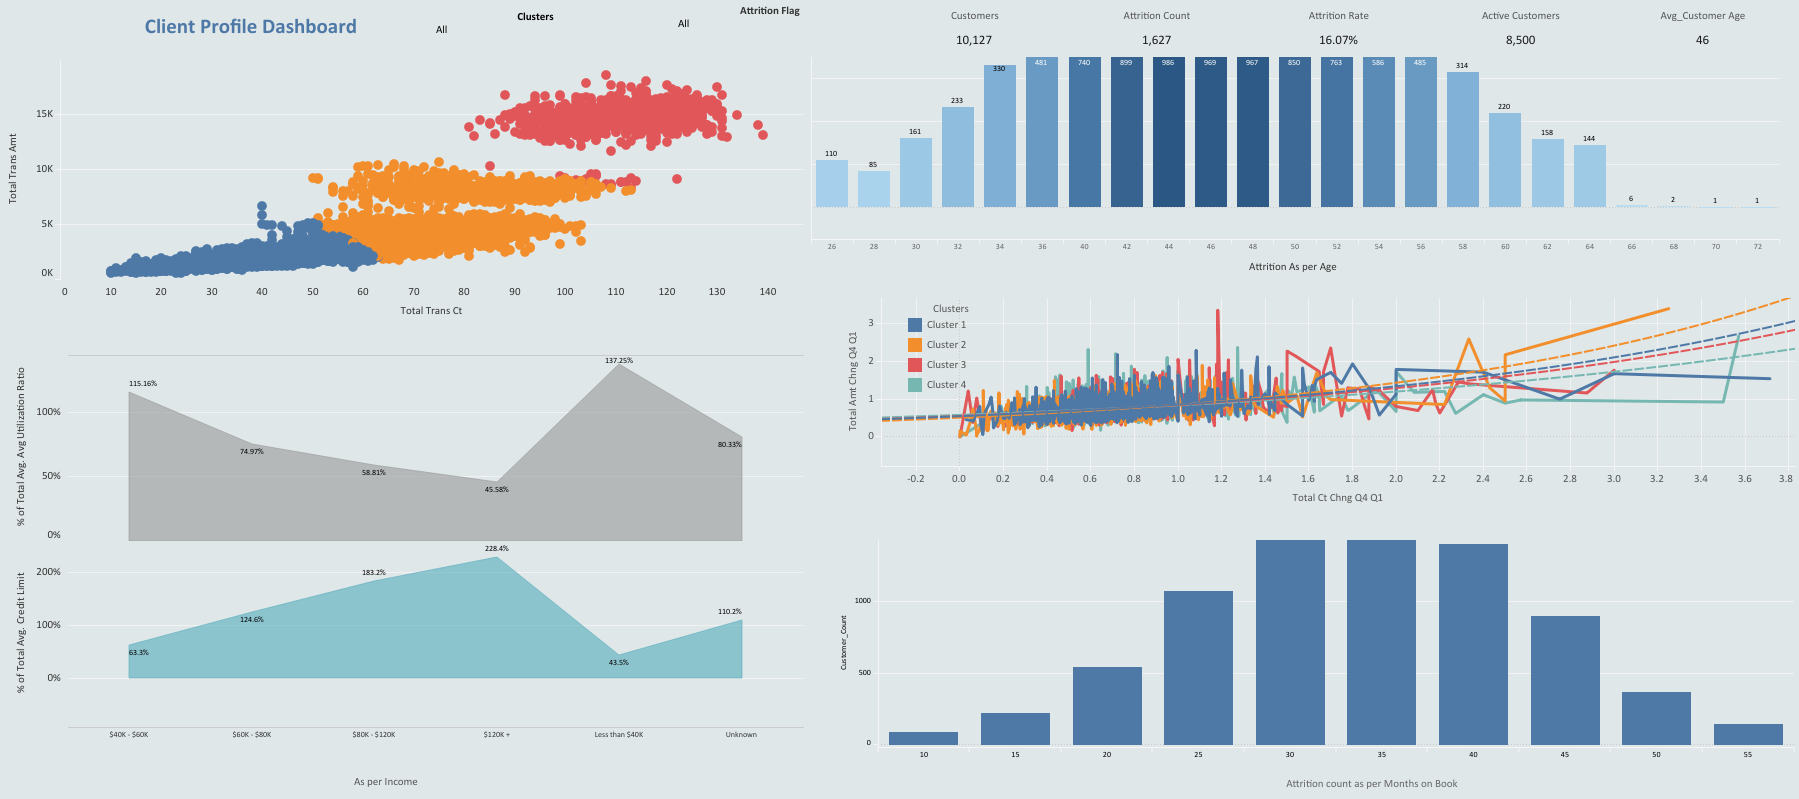 Client Profile Dashboard
Clusters
All
Attrition Flag
All
Customers
10,127
Attrition Count
1,627
Attrition Rate
16.07%
Active Customers
8,500
Avg_Customer Age
46
Total Trans Amt
15K
10K
5K
0K
0 10 20 30 40 50 60 70 80 90 100 110 120 130 140
Total Trans Ct
110 85 161 233 330 481 740 899 986 969 967 850 763 586 485 314 220 158 144 6 2 1 1
26 28 30 32 34 36 40 42 44 46 48 50 52 54 56 58 60 62 64 66 68 70 72
Attrition As per Age
% of Total Avg. Avg Utilization Ratio
100%
50%
0%
115.16% 74.97% 58.81% 45.58% 137.25% 80.33%
% of Total Avg. Credit Limit
200%
100%
0%
63.3% 124.6% 183.2% 228.4% 43.5% 110.2%
$40K - $60K $60K - $80K $80K - $120K $120K + Less than $40K Unknown
As per Income
Clusters
Cluster 1
Cluster 2
Cluster 3
Cluster 4
Total Amt Chng Q4 Q1
3
2
1
0
-0.2 0.0 0.2 0.4 0.6 0.8 1.0 1.2 1.4 1.6 1.8 2.0 2.2 2.4 2.6 2.8 3.0 3.2 3.4 3.6 3.8
Total Ct Chng Q4 Q1
Customer_Count
1000
500
0
10 15 20 25 30 35 40 45 50 55
Attrition count as per Months on Book